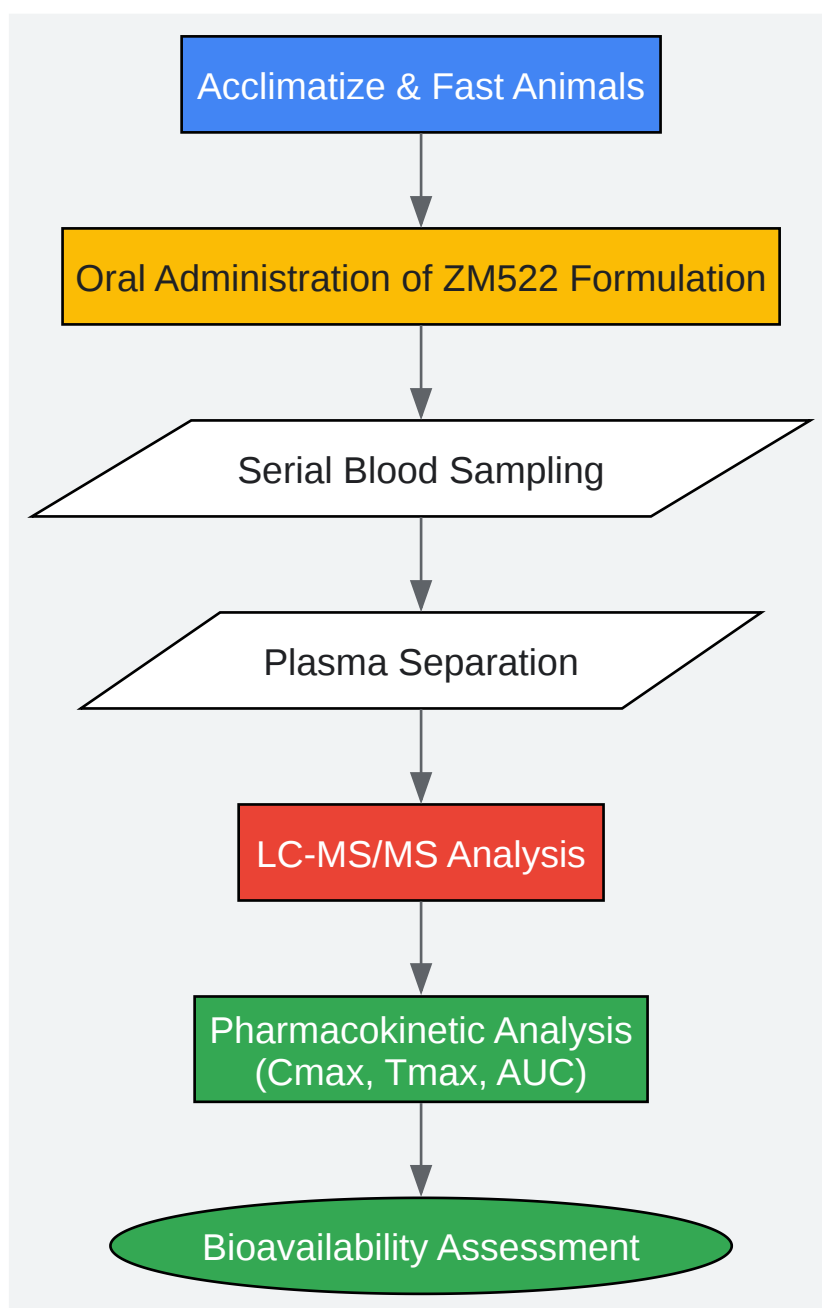 Acclimatize & Fast Animals
Oral Administration of ZM522 Formulation
Serial Blood Sampling
Plasma Separation
LC-MS/MS Analysis
Pharmacokinetic Analysis
(Cmax, Tmax, AUC)
Bioavailability Assessment